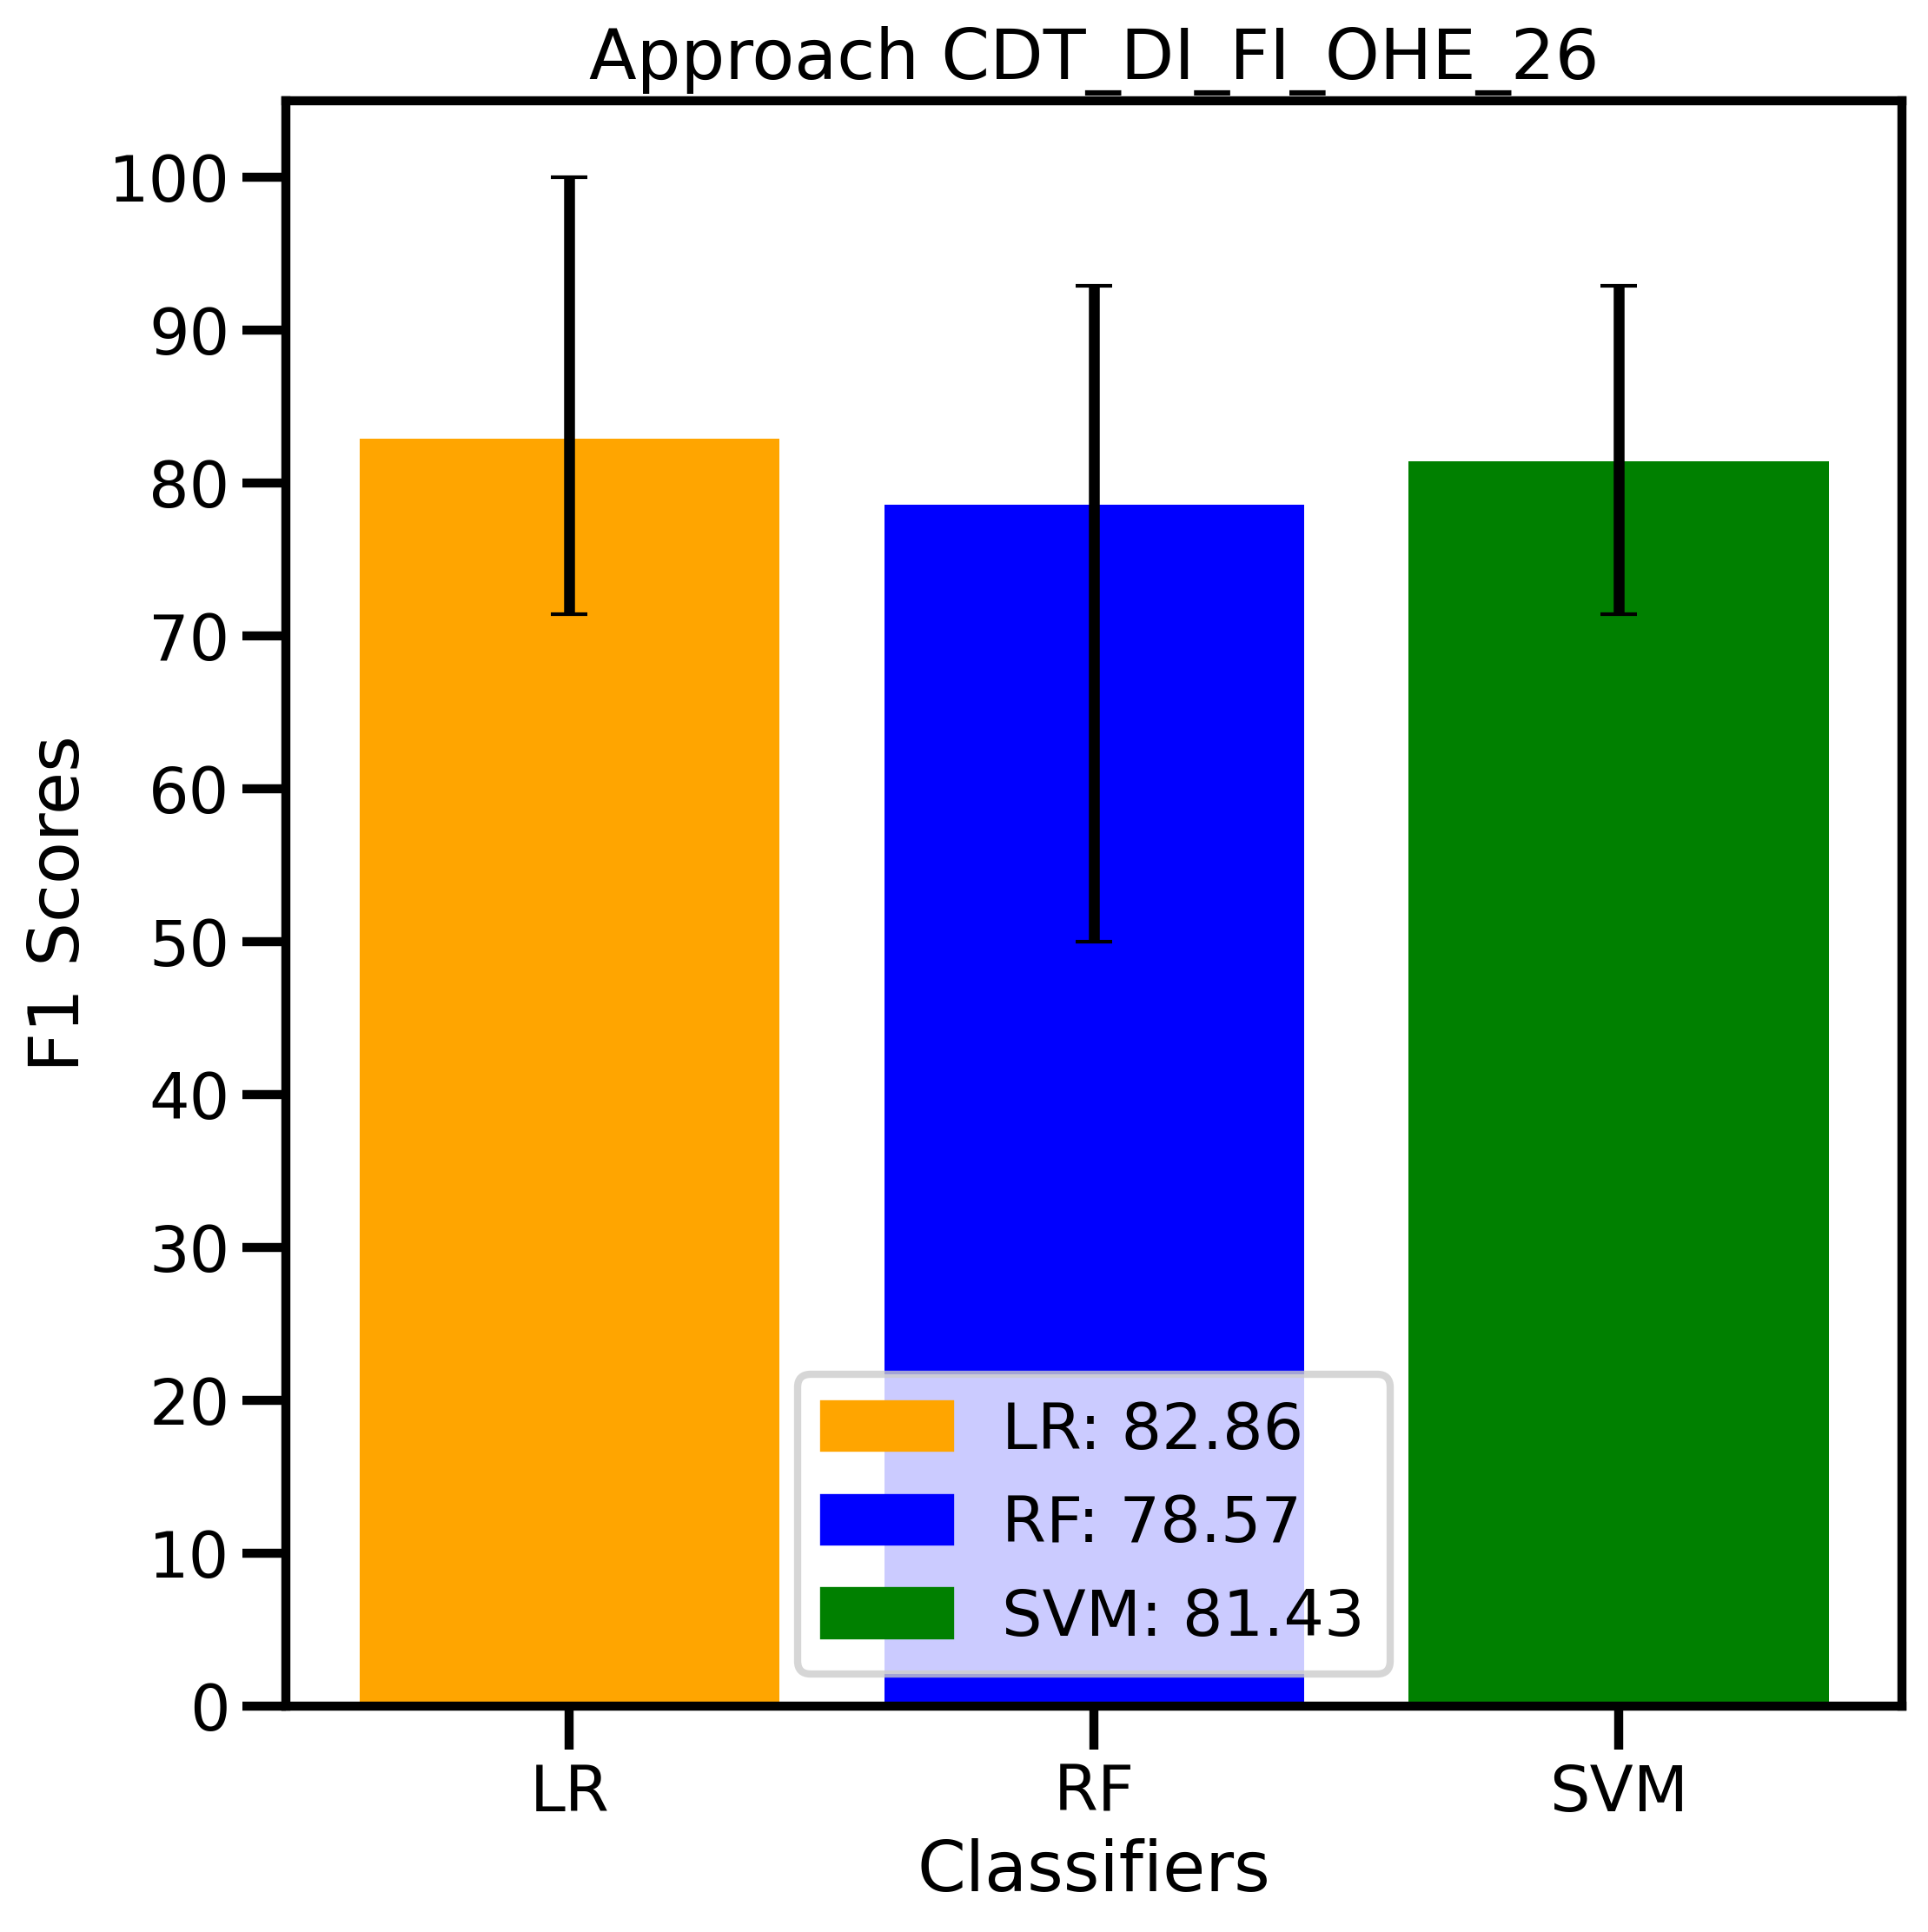 Approach CDT_DI_FI_OHE_26
100
90
80
70
60
50
40
30
20
10
0
F1 Scores
LR: 82.86
RF: 78.57
SVM: 81.43
LR RF SVM
Classifiers